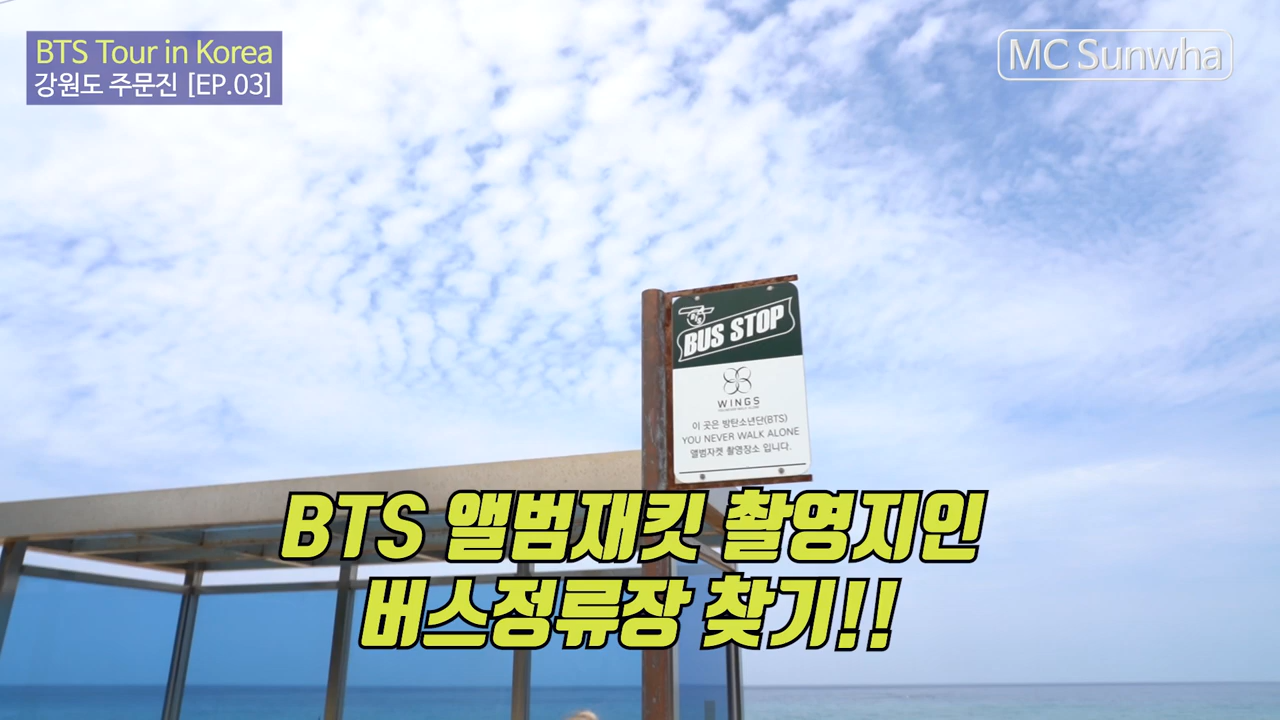 BTS Tour in Korea
강원도 주문진 [EP.03]
MC Sunwha
BUS STOP
WINGS
이 곳은 방탄소년단(BTS)
YOU NEVER WALK ALONE
앨범자켓 촬영장소 입니다.
BTS 앨범재킷 촬영지인
버스정류장 찾기!!